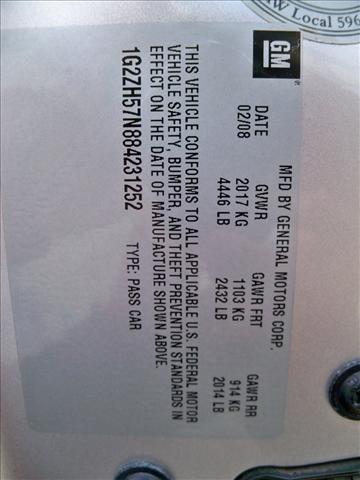 UAW Local 596
GM
MFD BY GENERAL MOTORS CORP.
DATE GVWR GAWR FRT GAWR RR
02/08 2017 KG 1103 KG 914 KG
4446 LB 2432 LB 2014 LB
THIS VEHICLE CONFORMS TO ALL APPLICABLE U.S. FEDERAL MOTOR
VEHICLE SAFETY, BUMPER, AND THEFT PREVENTION STANDARDS IN
EFFECT ON THE DATE OF MANUFACTURE SHOWN ABOVE.
1G2ZH57N884231252 TYPE: PASS CAR